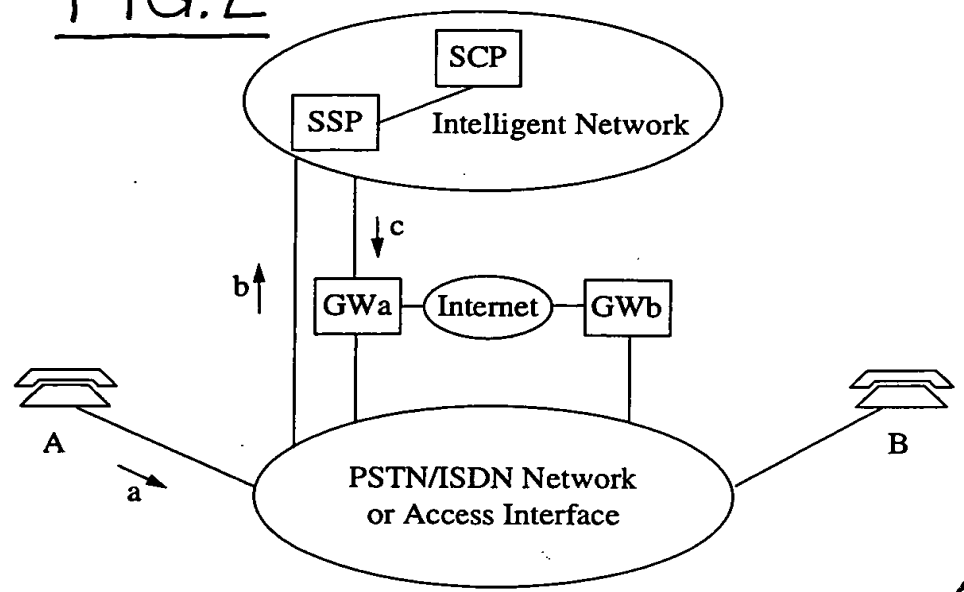 FIG. 2
SCP
SSP
Intelligent Network
c
b
GWa
Internet
GWb
A
B
a
PSTN/ISDN Network
or Access Interface